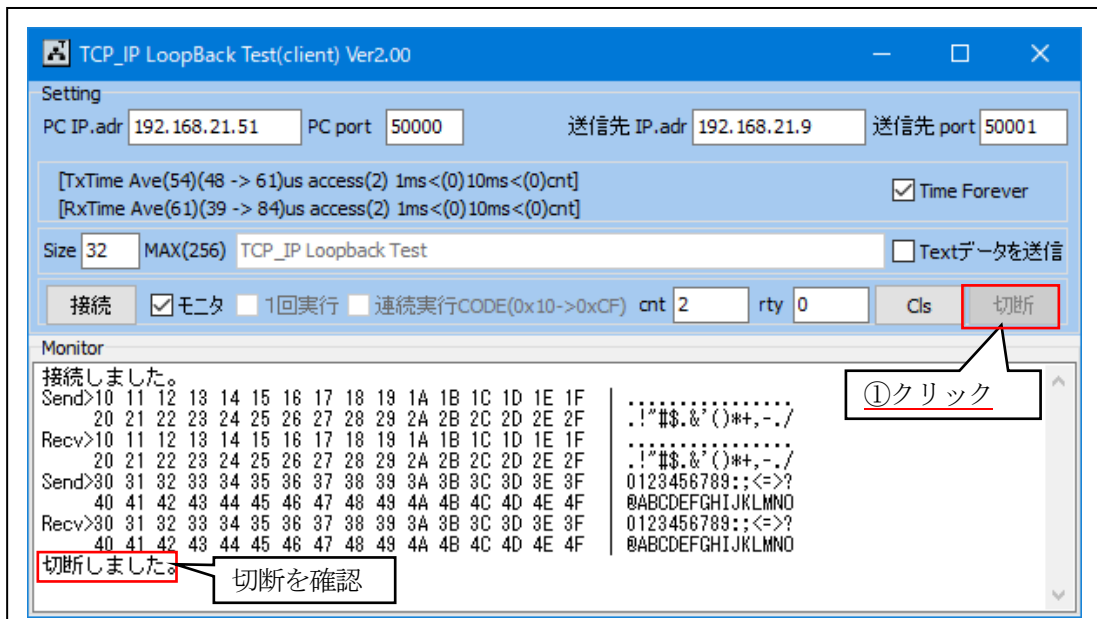 TCP_IP LoopBack Test(client) Ver2.00
Setting
PC IP.adr 192.168.21.51 PC port 50000 送信先 IP.adr 192.168.21.9 送信先 port 50001
[TxTime Ave(54)(48 -> 61)us access(2) 1ms<(0)10ms<(0)cnt]
[RxTime Ave(61)(39 -> 84)us access(2) 1ms<(0)10ms<(0)cnt]
Time Forever
Size 32 MAX(256) TCP_IP Loopback Test Textデータを送信
接続 モニタ 1回実行 連続実行CODE(0x10->0xCF) cnt 2 rty 0 Cls 切断
Monitor
①クリック
接続しました。
Send>10 11 12 13 14 15 16 17 18 19 1A 1B 1C 1D 1E 1F | ................
20 21 22 23 24 25 26 27 28 29 2A 2B 2C 2D 2E 2F | .!"#$.&'()*+,-./
Recv>10 11 12 13 14 15 16 17 18 19 1A 1B 1C 1D 1E 1F | ................
20 21 22 23 24 25 26 27 28 29 2A 2B 2C 2D 2E 2F | .!"#$.&'()*+,-./
Send>30 31 32 33 34 35 36 37 38 39 3A 3B 3C 3D 3E 3F | 0123456789:;<=>?
40 41 42 43 44 45 46 47 48 49 4A 4B 4C 4D 4E 4F | @ABCDEFGHIJKLMNO
Recv>30 31 32 33 34 35 36 37 38 39 3A 3B 3C 3D 3E 3F | 0123456789:;<=>?
40 41 42 43 44 45 46 47 48 49 4A 4B 4C 4D 4E 4F | @ABCDEFGHIJKLMNO
切断しました。
切断を確認